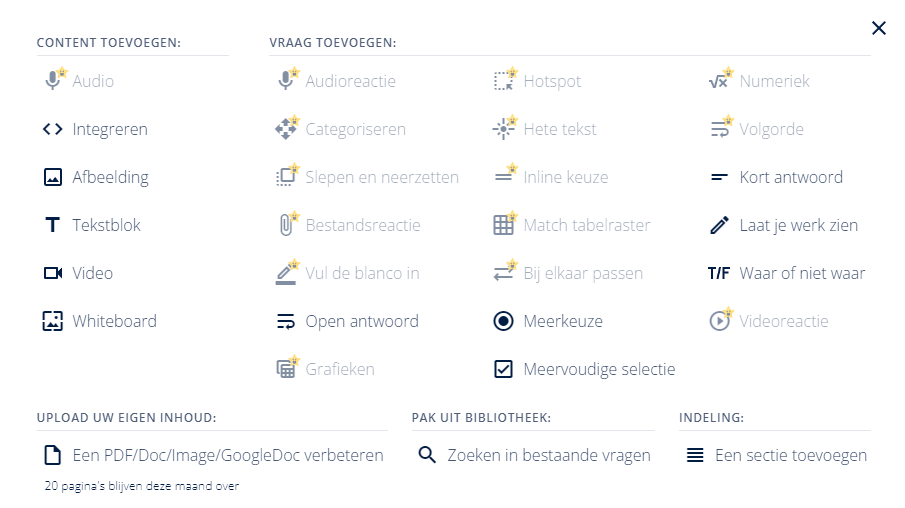 CONTENT TOEVOEGEN:
Audio
Integreren
Afbeelding
Tekstblok
Video
Whiteboard
VRAAG TOEVOEGEN:
Audioreactie
Categoriseren
Slepen en neerzetten
Bestandsreactie
Vul de blanco in
Open antwoord
Grafieken
Hotspot
Hete tekst
Inline keuze
Match tabelraster
Bij elkaar passen
Meerkeuze
Meervoudige selectie
Numeriek
Volgorde
Kort antwoord
Laat je werk zien
T/F Waar of niet waar
Videoreactie
UPLOAD UW EIGEN INHOUD:
Een PDF/Doc/Image/GoogleDoc verbeteren
20 pagina's blijven deze maand over
PAK UIT BIBLIOTHEEK:
Zoeken in bestaande vragen
INDELING:
Een sectie toevoegen